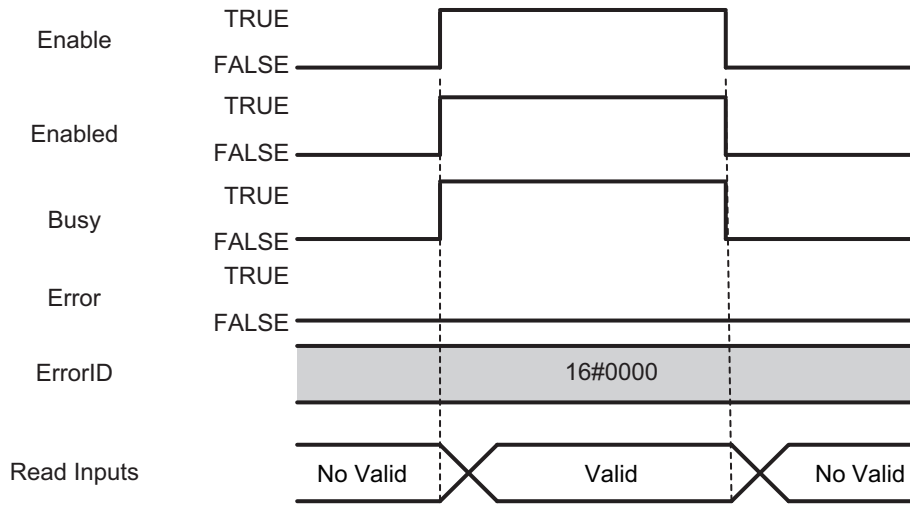 Enable
TRUE
FALSE
Enabled
TRUE
FALSE
Busy
TRUE
FALSE
Error
TRUE
FALSE
ErrorID
16#0000
Read Inputs
No Valid
Valid
No Valid